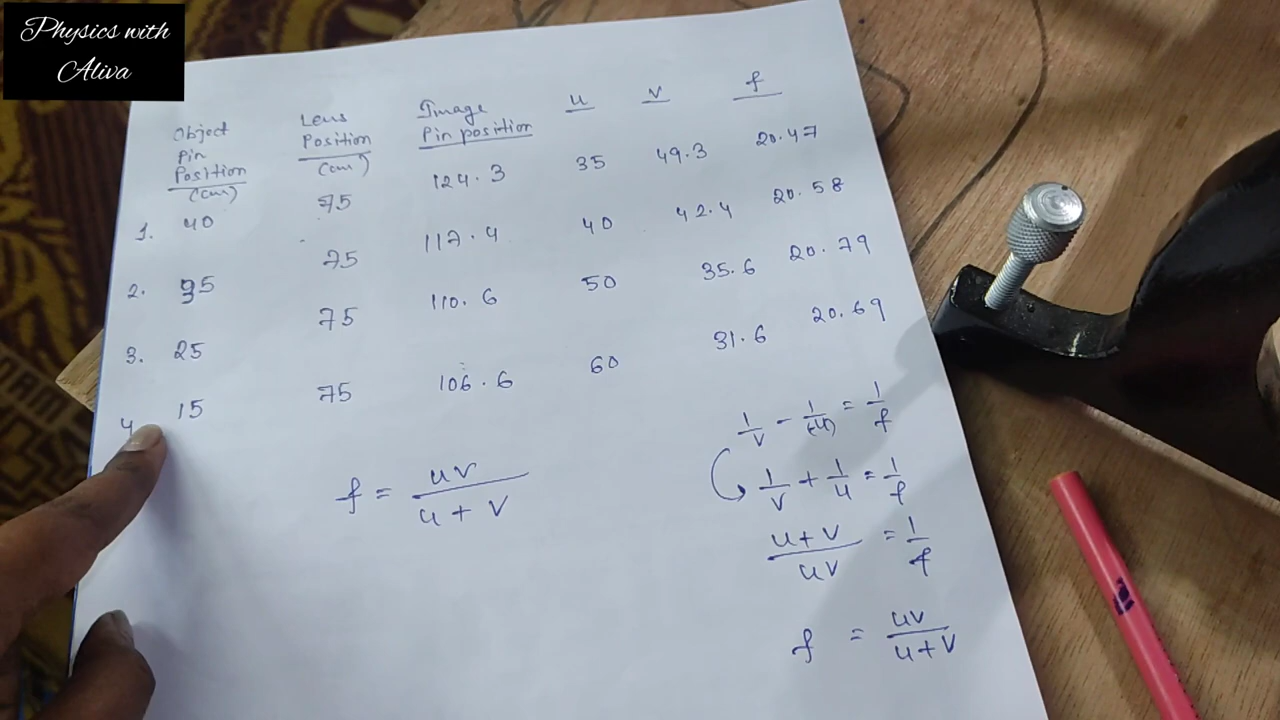 Physics with
Aliva
Object Pin Position (cm) Lens Position (cm) Image Pin position u v f
1. 40 75 124.3 35 49.3 20.47
2. 35 75 117.4 40 42.4 20.58
3. 25 75 110.6 50 35.6 20.79
4. 15 75 106.6 60 31.6 20.69
f = uv / u + v
1/v - 1/(-u) = 1/f
1/v + 1/u = 1/f
u + v / uv = 1/f
f = uv / u + v